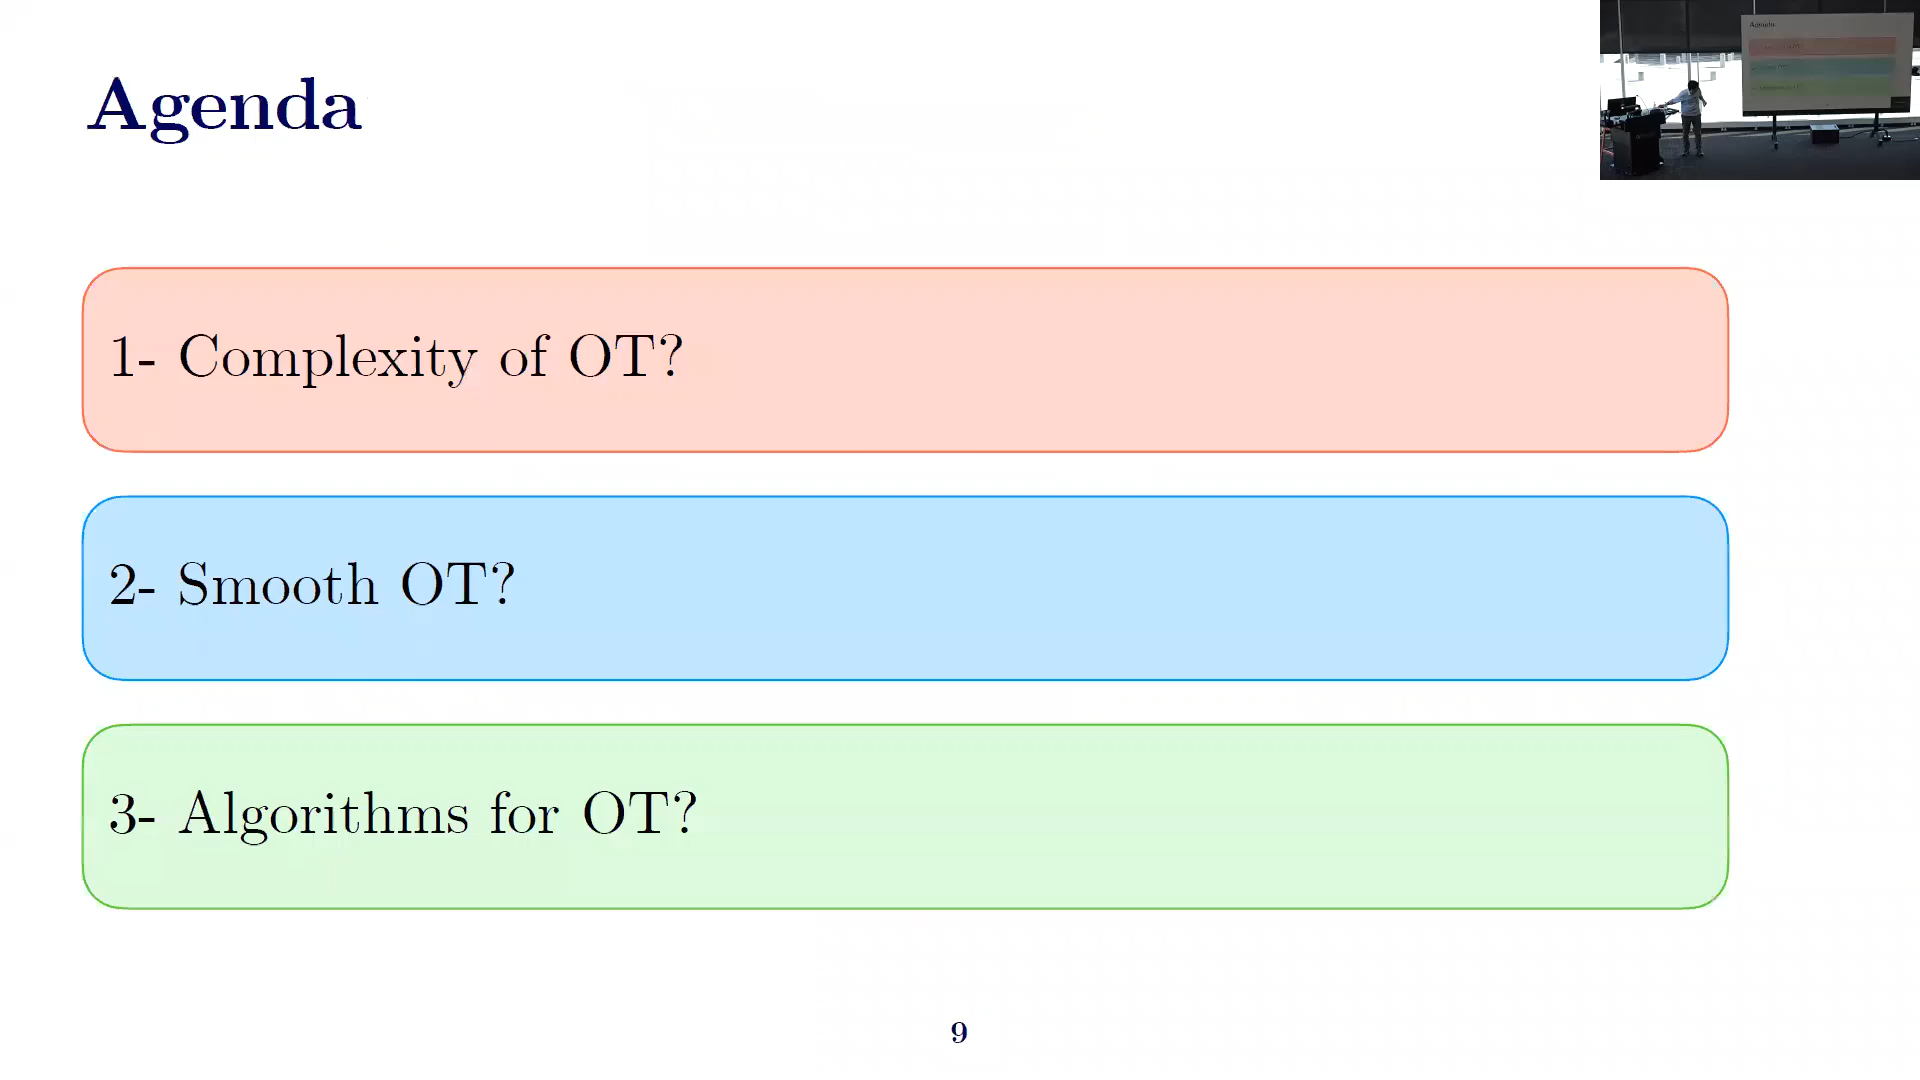 Agenda
1- Complexity of OT?
2- Smooth OT?
3- Algorithms for OT?
9